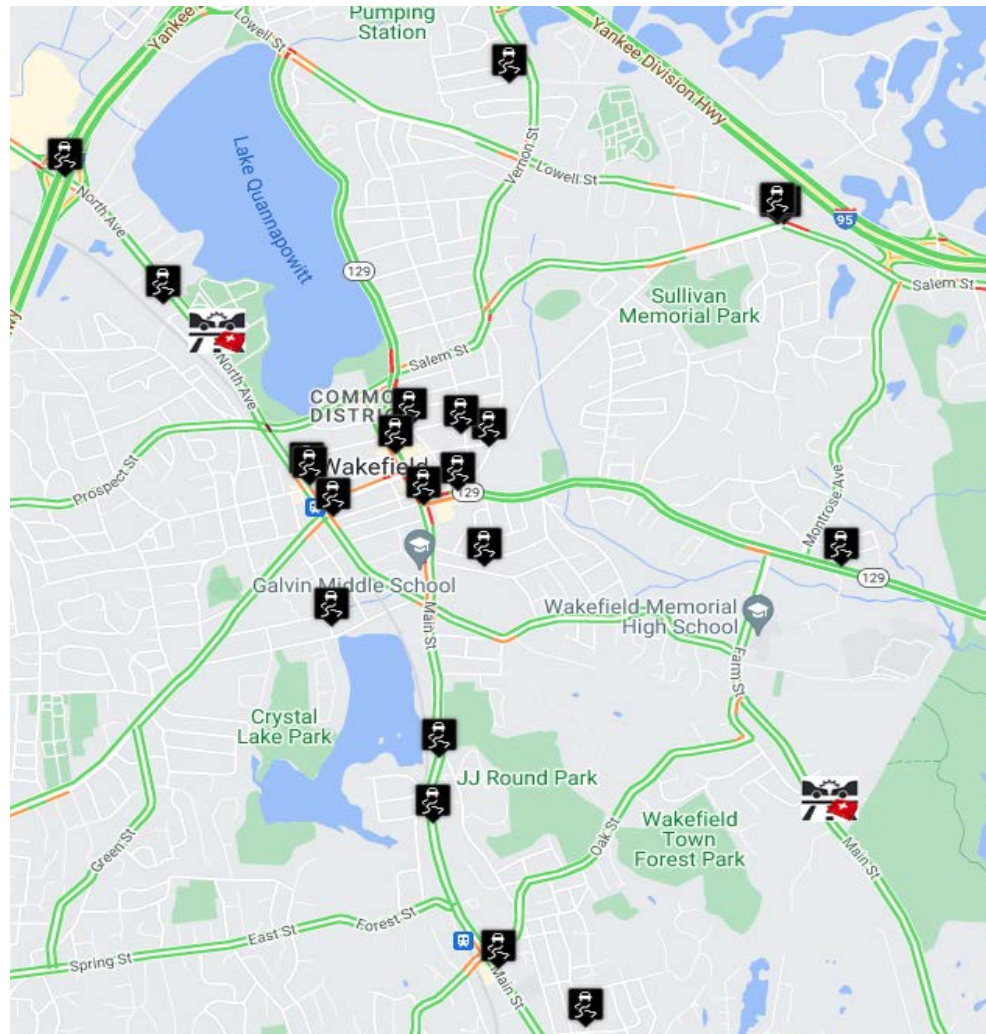 Pumping
Station
Lowell St
Yankee
Yankee Division Hwy
Lake Quannapowitt
Vernon St
Lowell St
North Ave
95
129
Sullivan
Memorial Park
Salem St
North Ave
Salem St
COMMO
DISTRI
Prospect St
Wakefield
129
Montrose Ave
Galvin Middle School
129
Main St
Wakefield Memorial
High School
Farm St
Crystal
Lake Park
JJ Round Park
Wakefield
Town
Forest Park
Oak St
Green St
Main St
Forest St
East St
Spring St
Main St